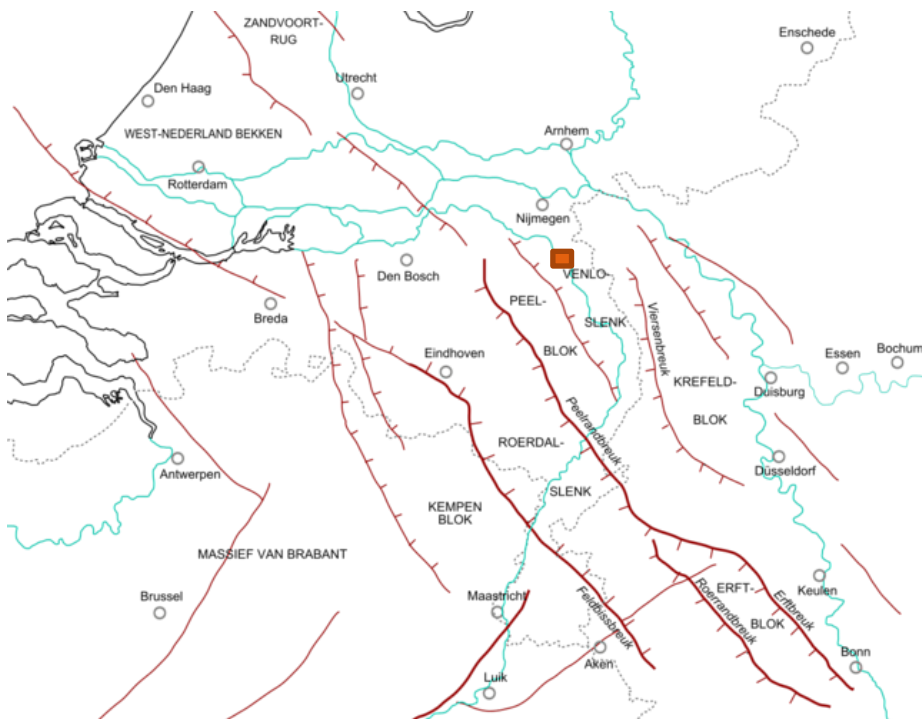 ZANDVOORT-
RUG
Enschede
Utrecht
Den Haag
WEST-NEDERLAND BEKKEN
Arnhem
Rotterdam
Nijmegen
Den Bosch
VENLO-
PEEL-
SLENK
Breda
Viersenbreuk
Eindhoven
BLOK
Essen
Bochum
KREFELD-
Duisburg
BLOK
Peelrandbreuk
ROERDAL-
Antwerpen
Düsseldorf
SLENK
KEMPEN
BLOK
MASSIEF VAN BRABANT
Keulen
Brussel
Maastricht
ERFT-
BLOK
Feldbissbreuk
Roerrandbreuk
Erftbreuk
Aken
Bonn
Luik